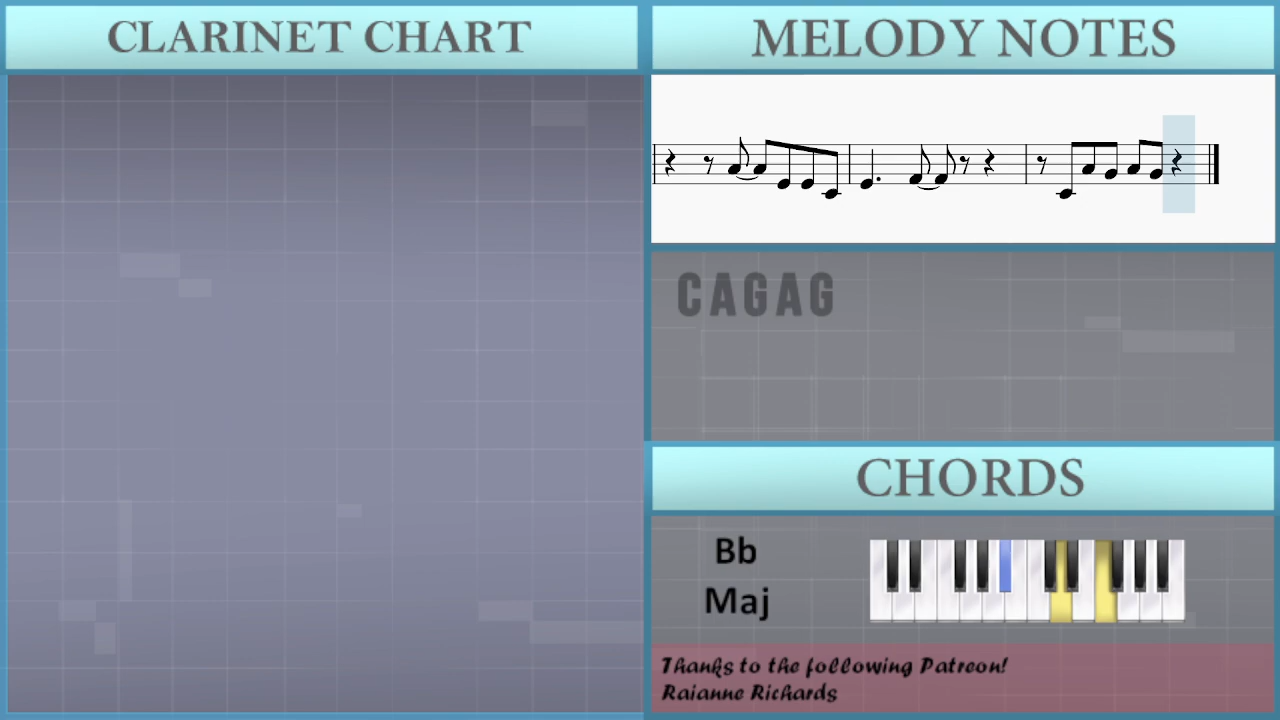 CLARINET CHART
MELODY NOTES
CAGAG
CHORDS
Bb
Maj
Thanks to the following Patreon!
Raianne Richards